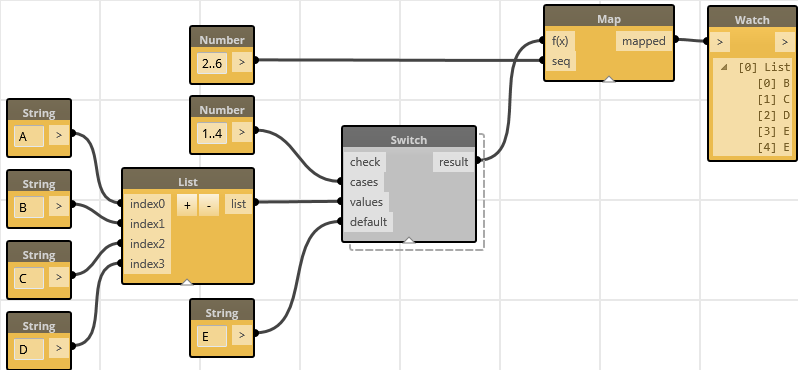 Map
f(x) mapped
seq
Watch
> >
[0] List
[0] B
[1] C
[2] D
[3] E
[4] E
Number
2..6 >
Number
1..4 >
String
A >
String
B >
String
C >
String
D >
List
index0 + - list
index1
index2
index3
Switch
check result
cases
values
default
String
E >